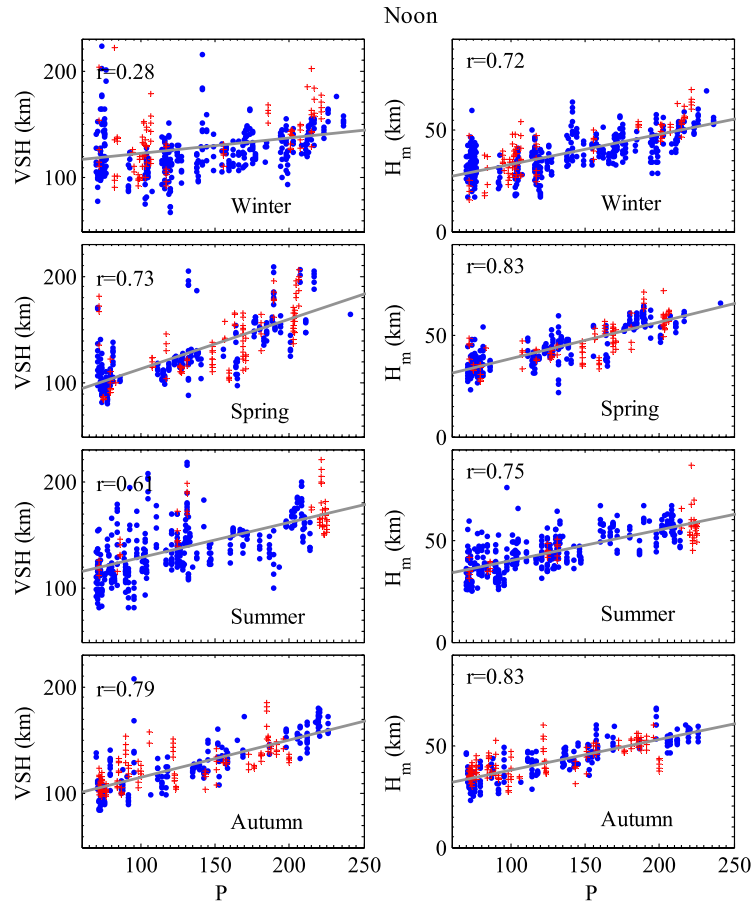 Noon
VSH (km)
200
100
r=0.28
Winter
H_m (km)
50
0
r=0.72
Winter
VSH (km)
200
100
r=0.73
Spring
H_m (km)
50
0
r=0.83
Spring
VSH (km)
200
100
r=0.61
Summer
H_m (km)
50
0
r=0.75
Summer
VSH (km)
200
100
r=0.79
Autumn
100 150 200 250
P
H_m (km)
50
0
r=0.83
Autumn
100 150 200 250
P